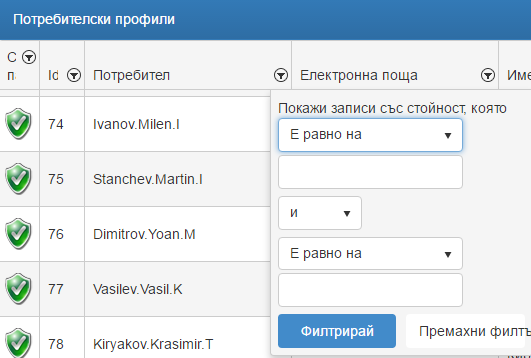 Потребителски профили
С
па
Id
Потребител
Електронна поща
Име
Покажи записи със стойност, която
74
Ivanov.Milen.I
Е равно на
75
Stanchev.Martin.I
и
76
Dimitrov.Yoan.M
Е равно на
77
Vasilev.Vasil.K
78
Kiryakov.Krasimir.T
Филтрирай
Премахни филтъ